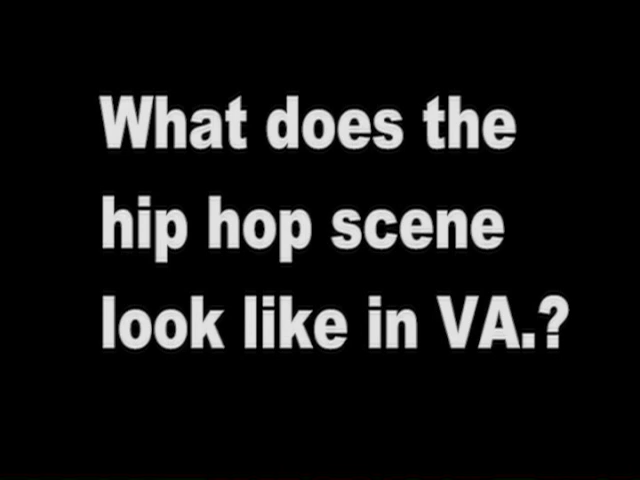 What does the
hip hop scene
look like in VA.?